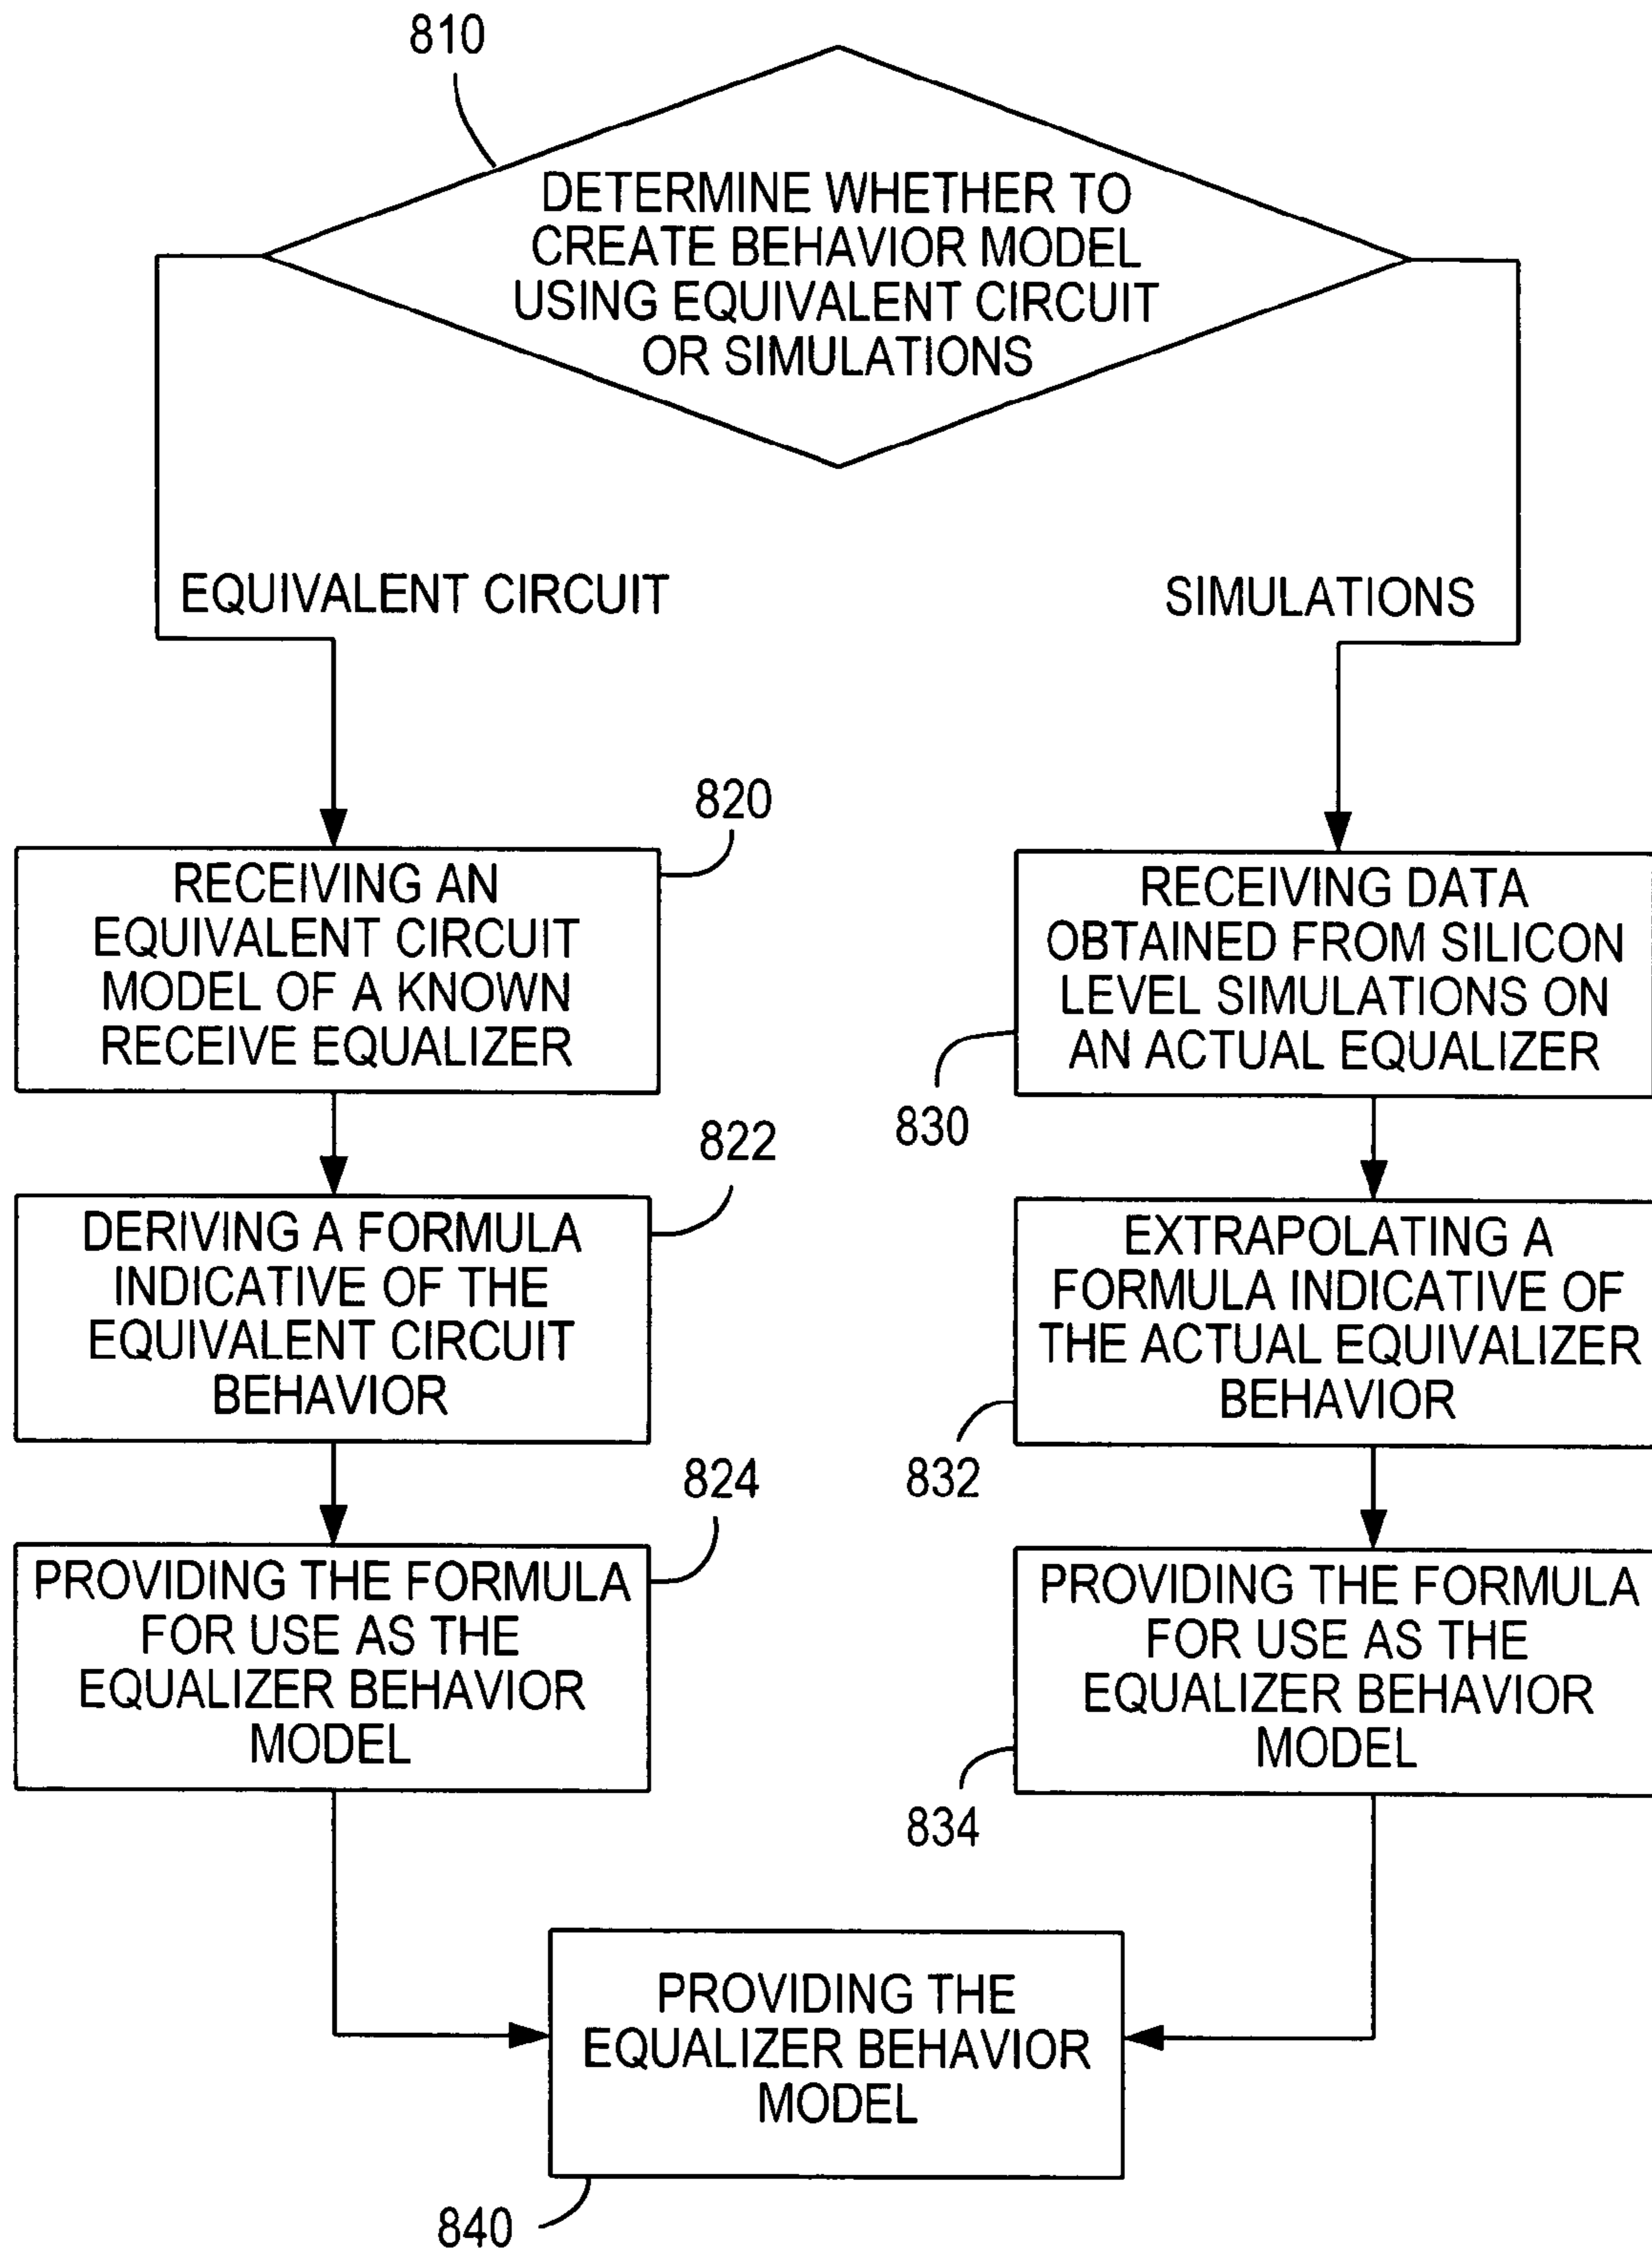 810
DETERMINE WHETHER TO
CREATE BEHAVIOR MODEL
USING EQUIVALENT CIRCUIT
OR SIMULATIONS
EQUIVALENT CIRCUIT
SIMULATIONS
820
RECEIVING AN
EQUIVALENT CIRCUIT
MODEL OF A KNOWN
RECEIVE EQUALIZER
822
DERIVING A FORMULA
INDICATIVE OF THE
EQUIVALENT CIRCUIT
BEHAVIOR
824
PROVIDING THE FORMULA
FOR USE AS THE
EQUALIZER BEHAVIOR
MODEL
RECEIVING DATA
OBTAINED FROM SILICON
LEVEL SIMULATIONS ON
AN ACTUAL EQUALIZER
830
EXTRAPOLATING A
FORMULA INDICATIVE OF
THE ACTUAL EQUIVALIZER
BEHAVIOR
832
PROVIDING THE FORMULA
FOR USE AS THE
EQUALIZER BEHAVIOR
MODEL
834
PROVIDING THE
EQUALIZER BEHAVIOR
MODEL
840